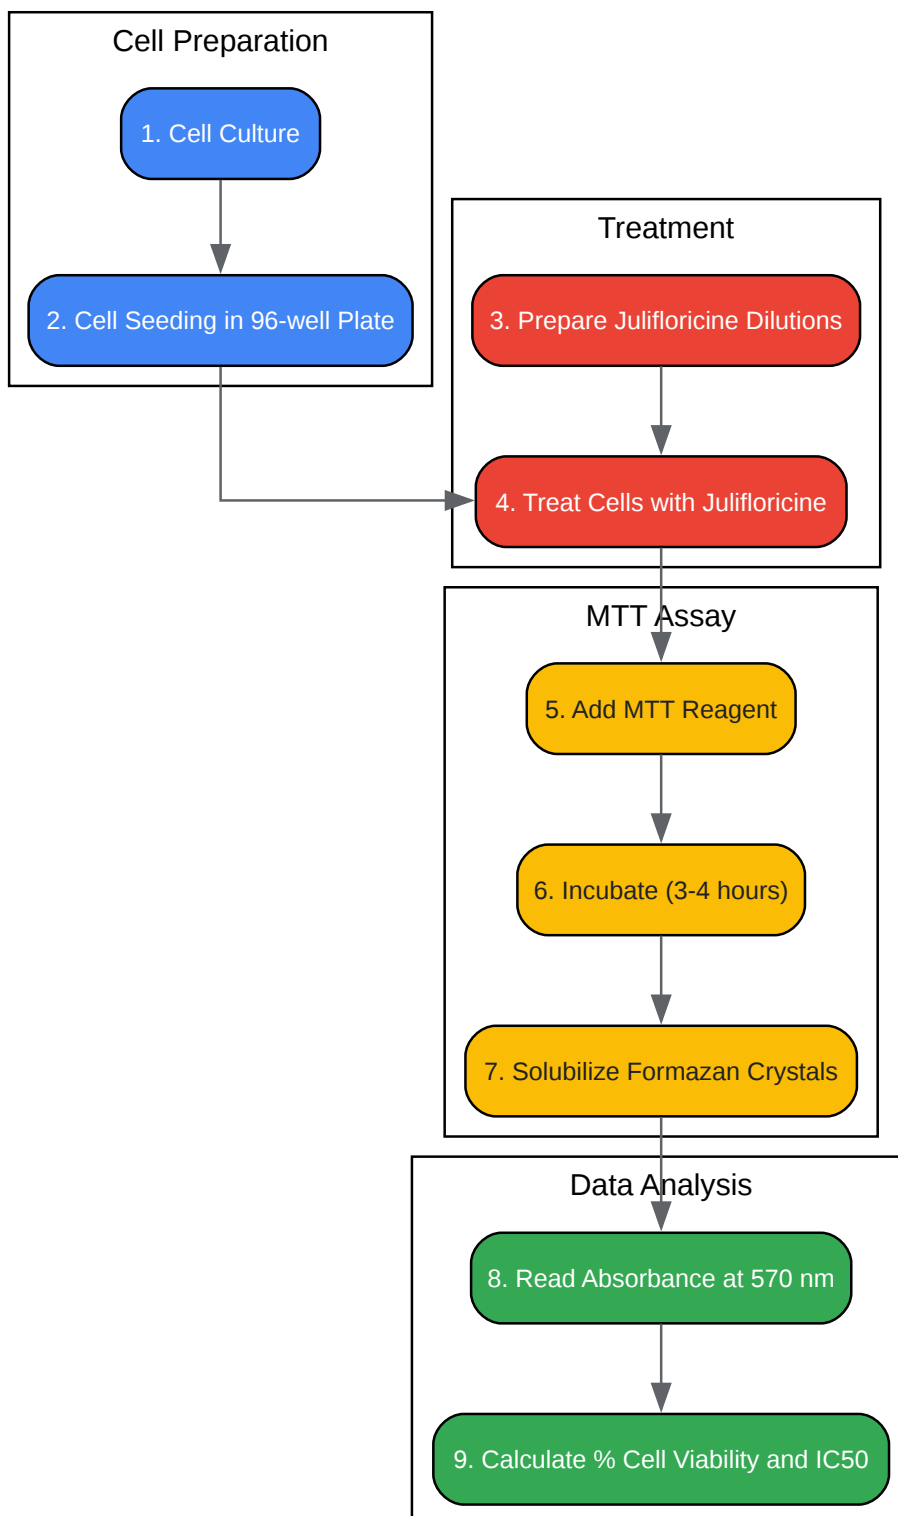 Cell Preparation
1. Cell Culture
2. Cell Seeding in 96-well Plate
Treatment
3. Prepare Julifloricine Dilutions
4. Treat Cells with Julifloricine
MTT Assay
5. Add MTT Reagent
6. Incubate (3-4 hours)
7. Solubilize Formazan Crystals
Data Analysis
8. Read Absorbance at 570 nm
9. Calculate % Cell Viability and IC50